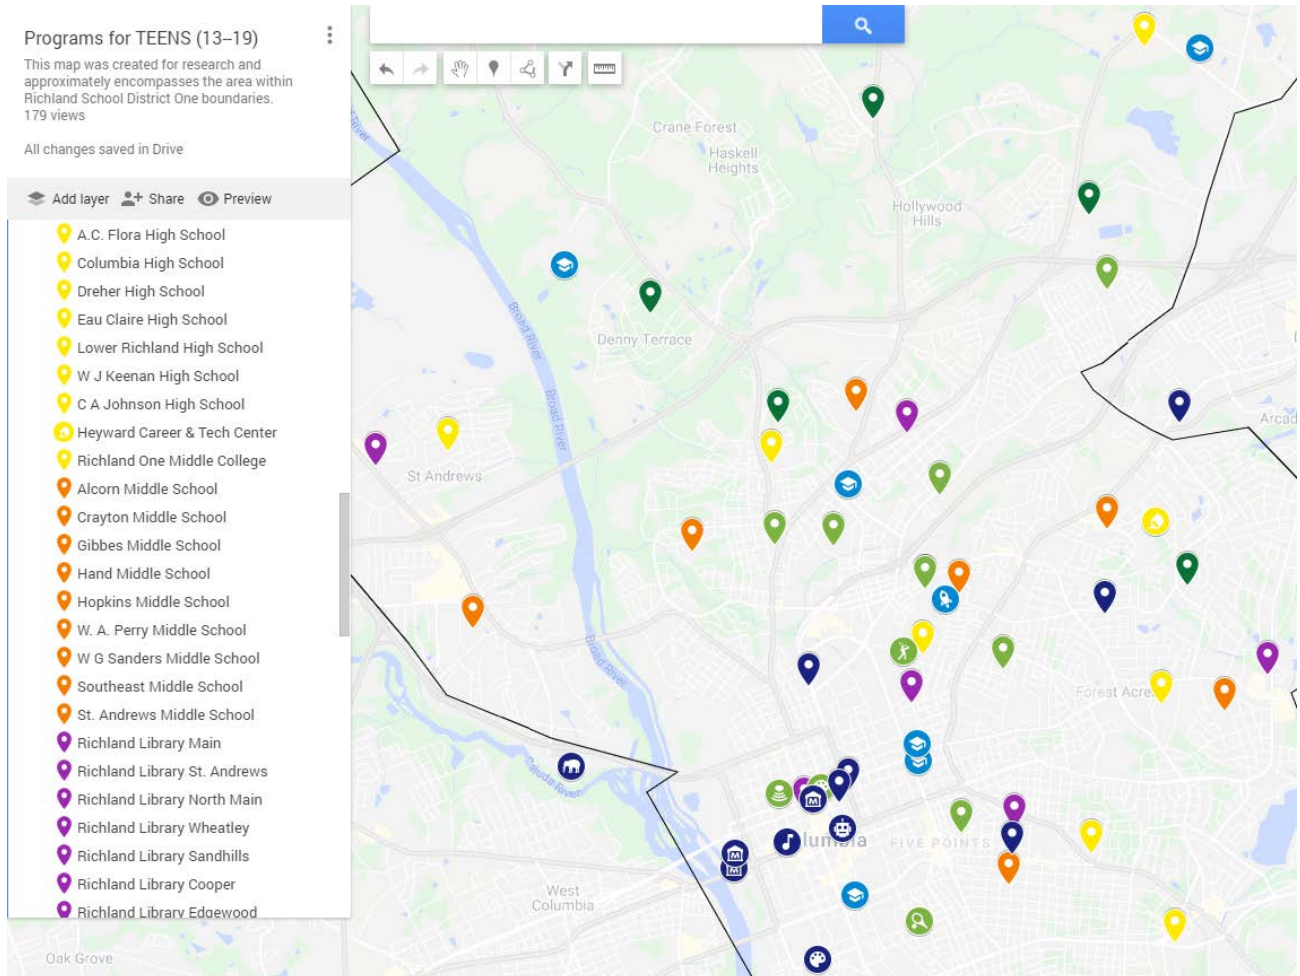 Programs for TEENS (13–19)
This map was created for research and
approximately encompasses the area within
Richland School District One boundaries.
179 views
All changes saved in Drive
Add layer Share Preview
A.C. Flora High School
Columbia High School
Dreher High School
Eau Claire High School
Lower Richland High School
W J Keenan High School
C A Johnson High School
Heyward Career & Tech Center
Richland One Middle College
Alcorn Middle School
Crayton Middle School
Gibbes Middle School
Hand Middle School
Hopkins Middle School
W. A. Perry Middle School
W G Sanders Middle School
Southeast Middle School
St. Andrews Middle School
Richland Library Main
Richland Library St. Andrews
Richland Library North Main
Richland Library Wheatley
Richland Library Sandhills
Richland Library Cooper
Richland Library Edgewood
Crane Forest
Haskell
Heights
Hollywood
Hills
Broad River
Denny Terrace
Broad River
Arcad
St Andrews
Broad River
Forest Acre
Saluda River
lumbia
FIVE POINTS
West
Columbia
Oak Grove